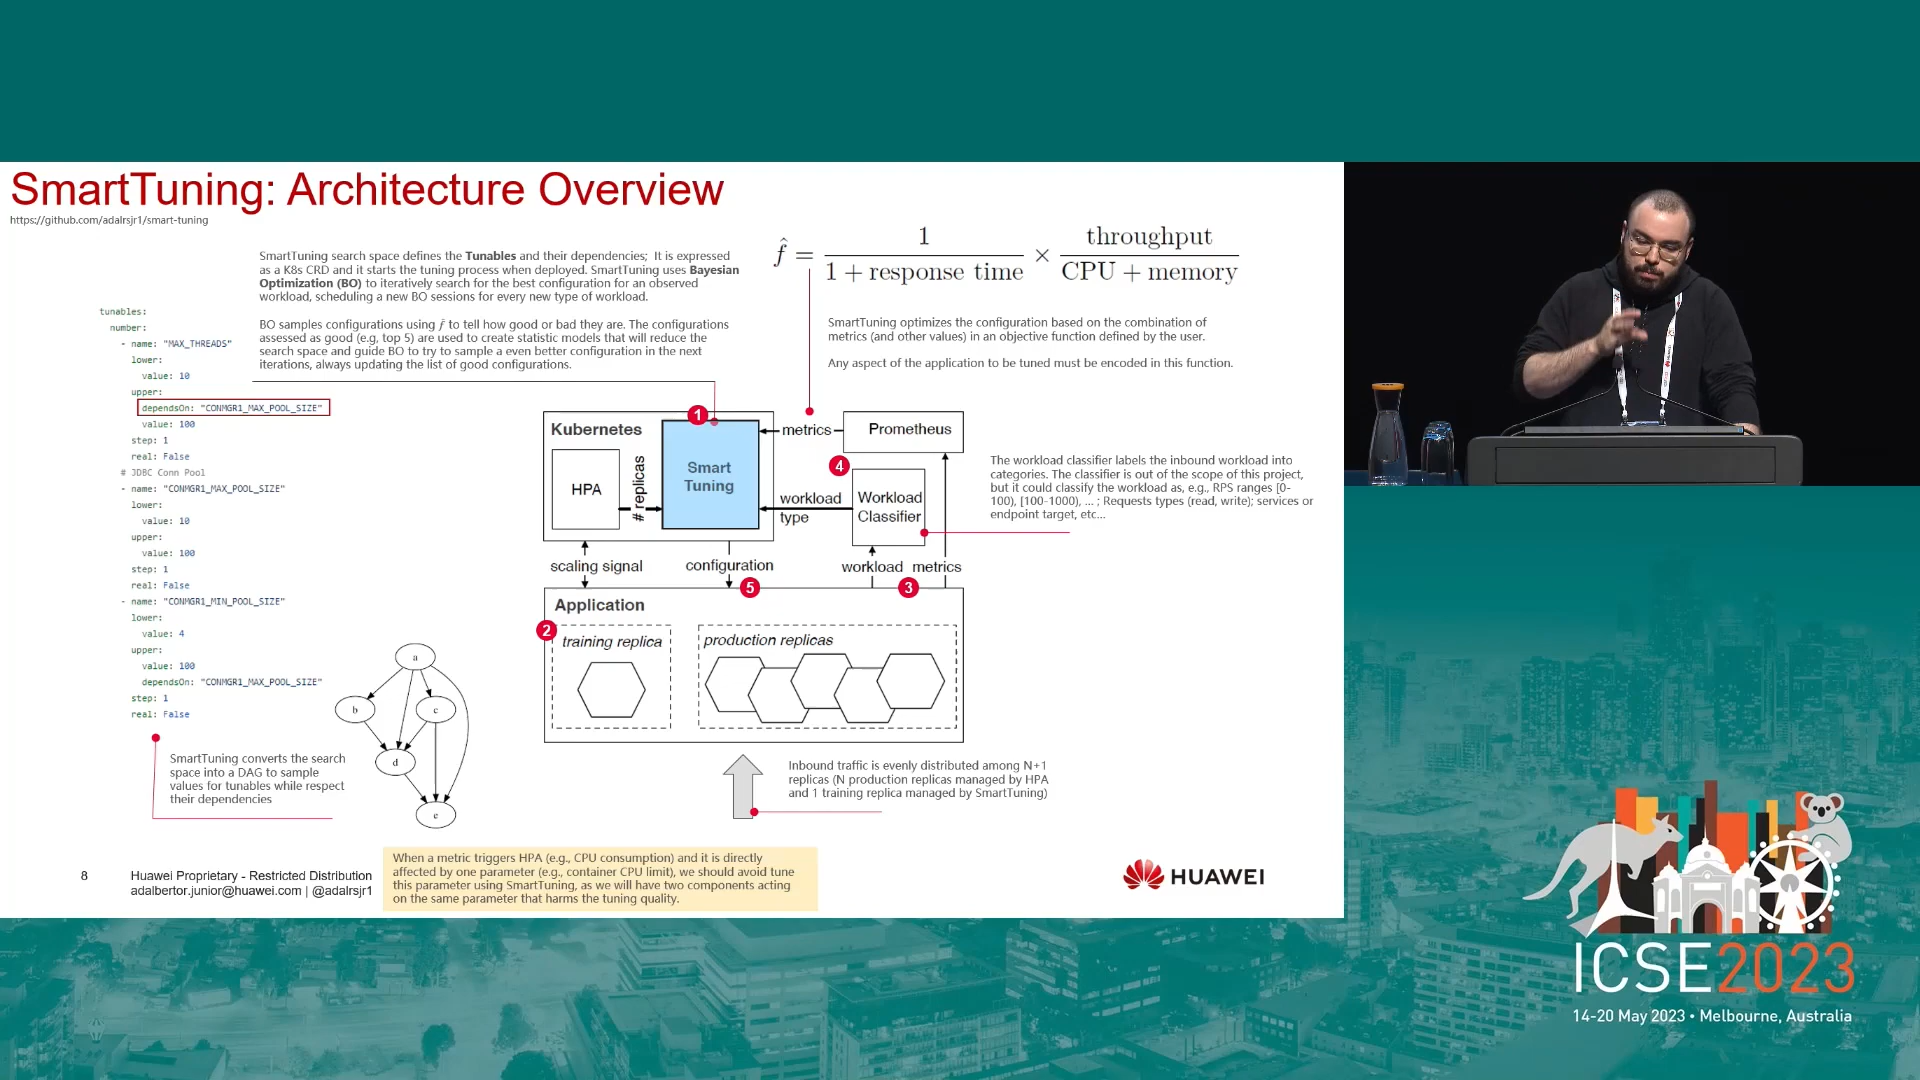 SmartTuning: Architecture Overview
https://github.com/adalrsjr1/smart-tuning
SmartTuning search space defines the Tunables and their dependencies; It is expressed
as a K8s CRD and it starts the tuning process when deployed. SmartTuning uses Bayesian
Optimization (BO) to iteratively search for the best configuration for an observed
workload, scheduling a new BO sessions for every new type of workload.
BO samples configurations using f̂ to tell how good or bad they are. The configurations
assessed as good (e.g, top 5) are used to create statistic models that will reduce the
search space and guide BO to try to sample a even better configuration in the next
iterations, always updating the list of good configurations.
f̂ = 1 / (1 + response time) × throughput / (CPU + memory)
SmartTuning optimizes the configuration based on the combination of
metrics (and other values) in an objective function defined by the user.
Any aspect of the application to be tuned must be encoded in this function.
tunables:
number:
- name: "MAX_THREADS"
lower:
value: 10
upper:
dependsOn: "CONMGR1_MAX_POOL_SIZE"
value: 100
step: 1
real: False
# JDBC Conn Pool
- name: "CONMGR1_MAX_POOL_SIZE"
lower:
value: 10
upper:
value: 100
step: 1
real: False
- name: "CONMGR1_MIN_POOL_SIZE"
lower:
value: 4
upper:
value: 100
dependsOn: "CONMGR1_MAX_POOL_SIZE"
step: 1
real: False
SmartTuning converts the search
space into a DAG to sample
values for tunables while respect
their dependencies
a
b
c
d
e
1
Kubernetes
HPA
# replicas
Smart
Tuning
metrics
Prometheus
4
workload
type
Workload
Classifier
The workload classifier labels the inbound workload into
categories. The classifier is out of the scope of this project,
but it could classify the workload as, e.g., RPS ranges [0-
100), [100-1000), ... ; Requests types (read, write); services or
endpoint target, etc...
scaling signal
configuration
workload
metrics
5
3
Application
2
training replica
production replicas
Inbound traffic is evenly distributed among N+1
replicas (N production replicas managed by HPA
and 1 training replica managed by SmartTuning)
When a metric triggers HPA (e.g., CPU consumption) and it is directly
affected by one parameter (e.g., container CPU limit), we should avoid tune
this parameter using SmartTuning, as we will have two components acting
on the same parameter that harms the tuning quality.
8
Huawei Proprietary - Restricted Distribution
adalbertor.junior@huawei.com | @adalrsjr1
HUAWEI
ICSE2023
14-20 May 2023 • Melbourne, Australia